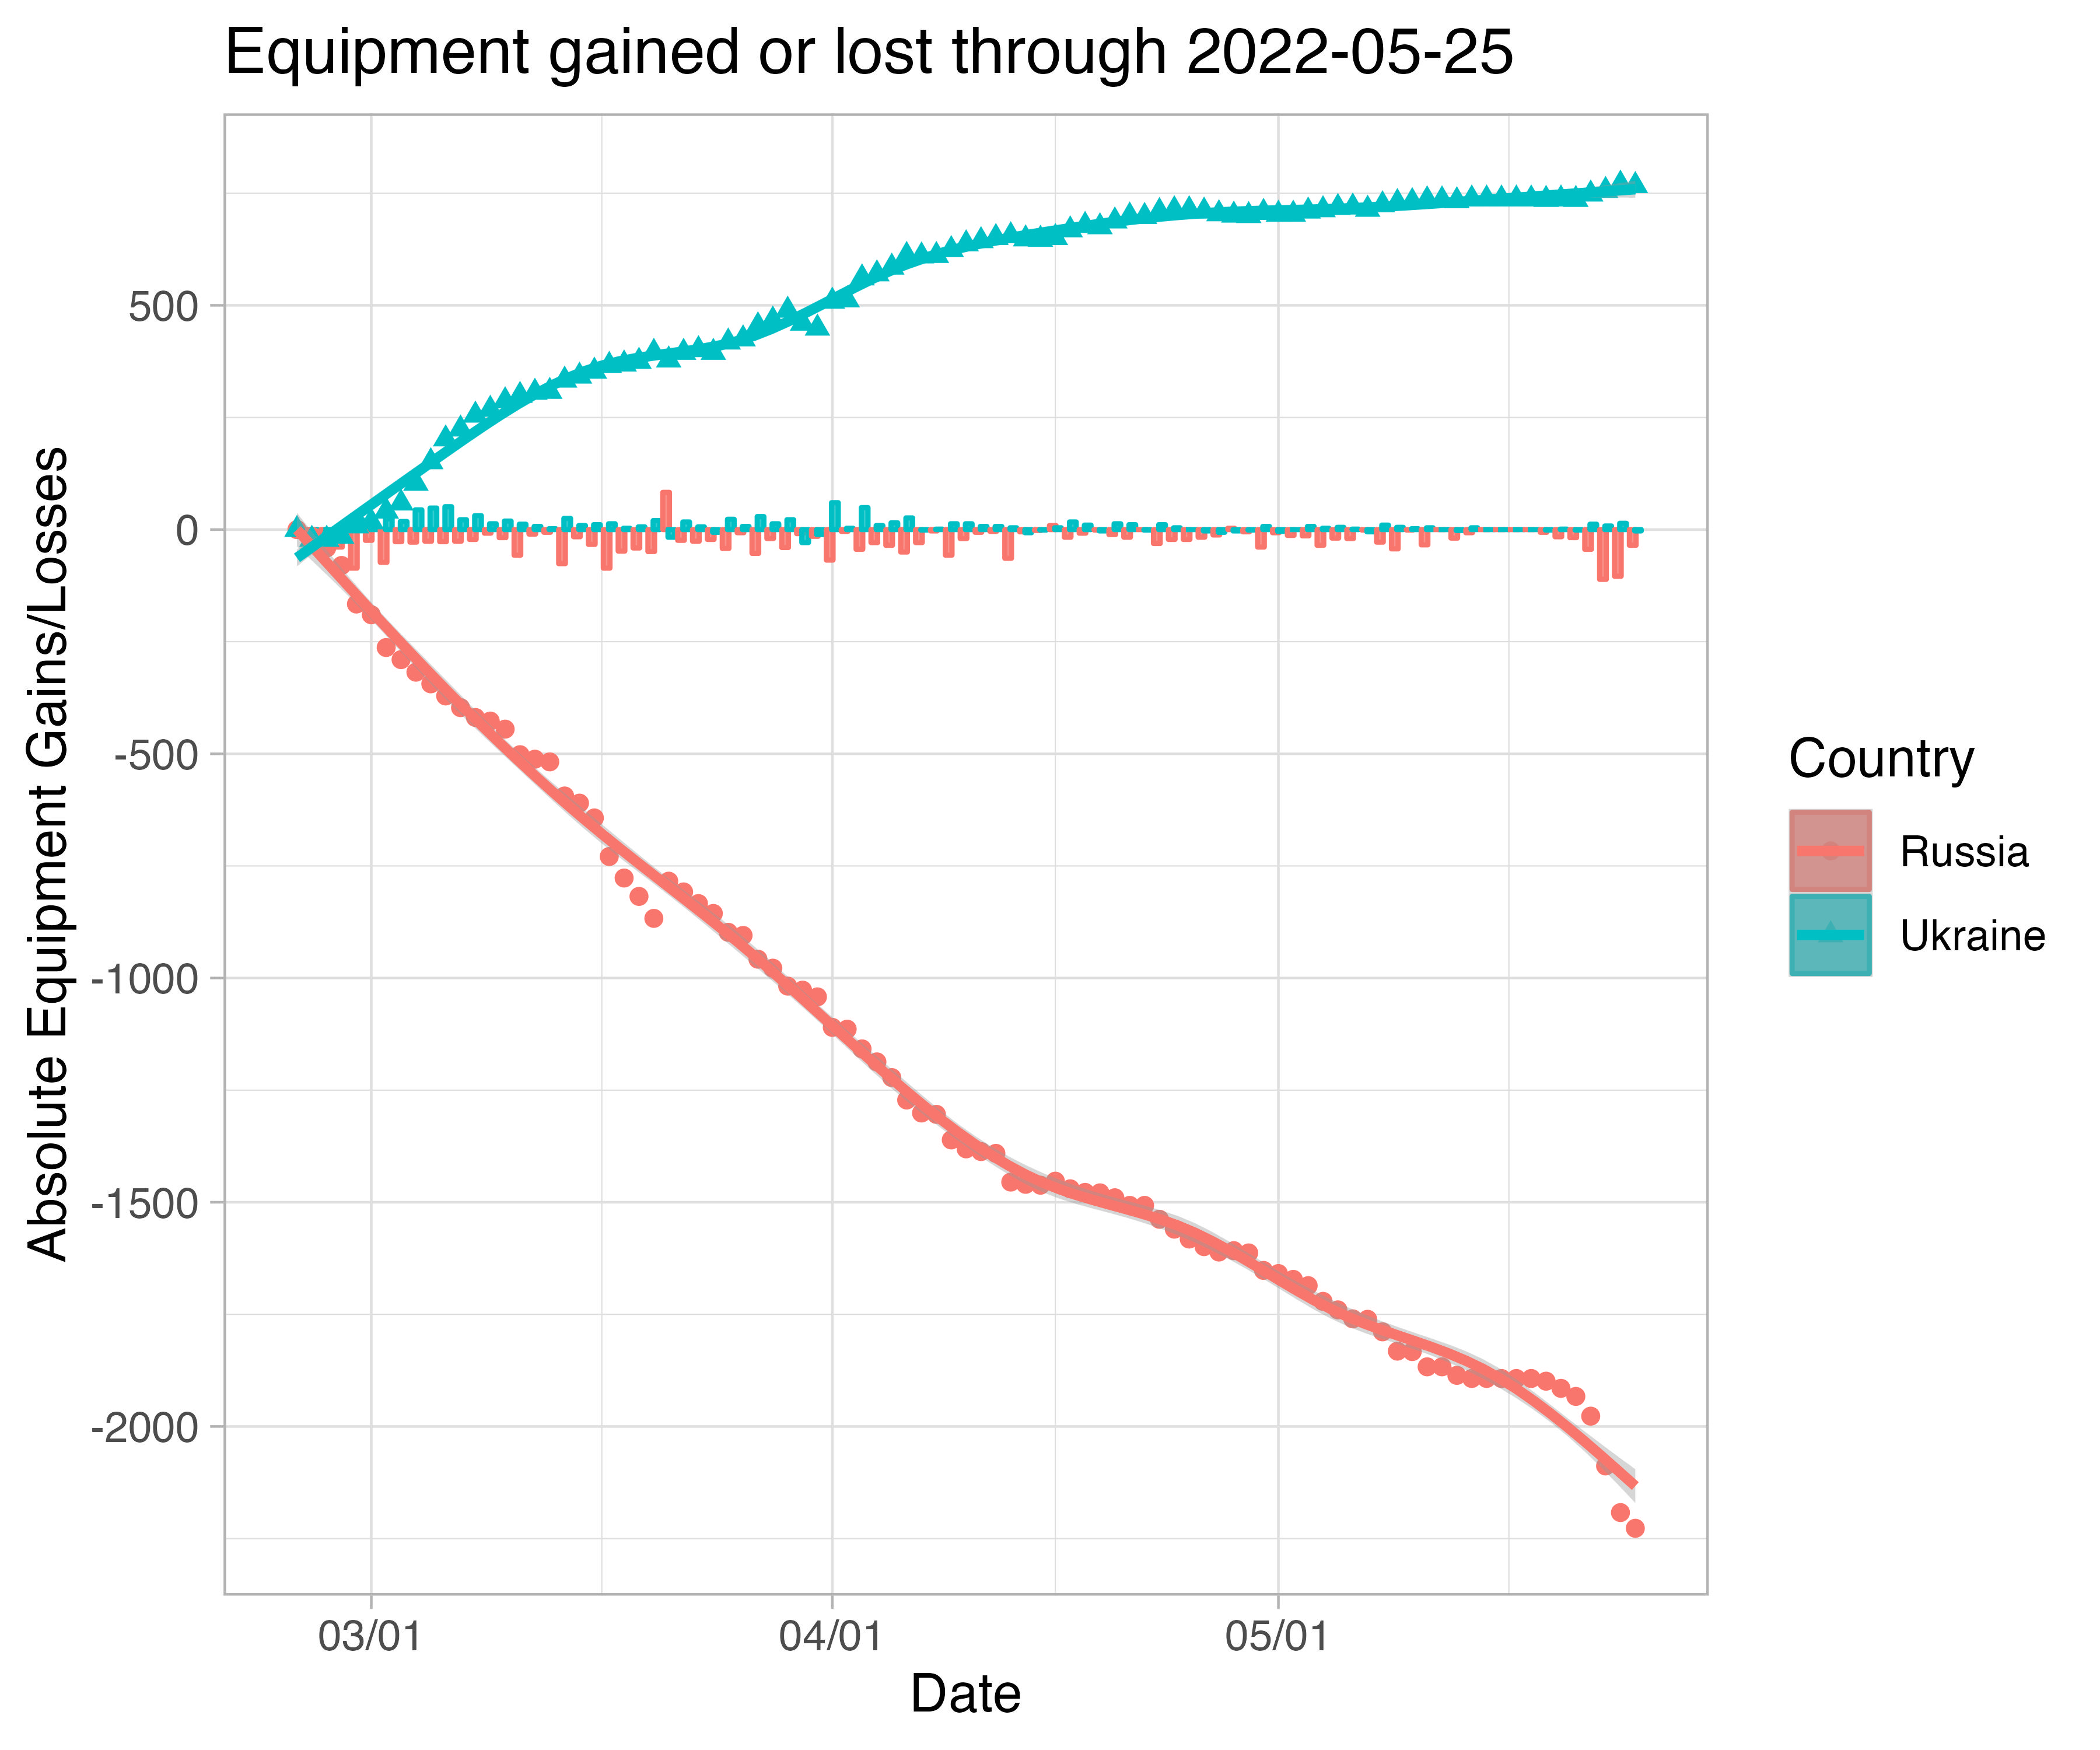 Equipment gained or lost through 2022-05-25
Absolute Equipment Gains/Losses
500
0
-500
-1000
-1500
-2000
03/01
04/01
05/01
Date
Country
Russia
Ukraine